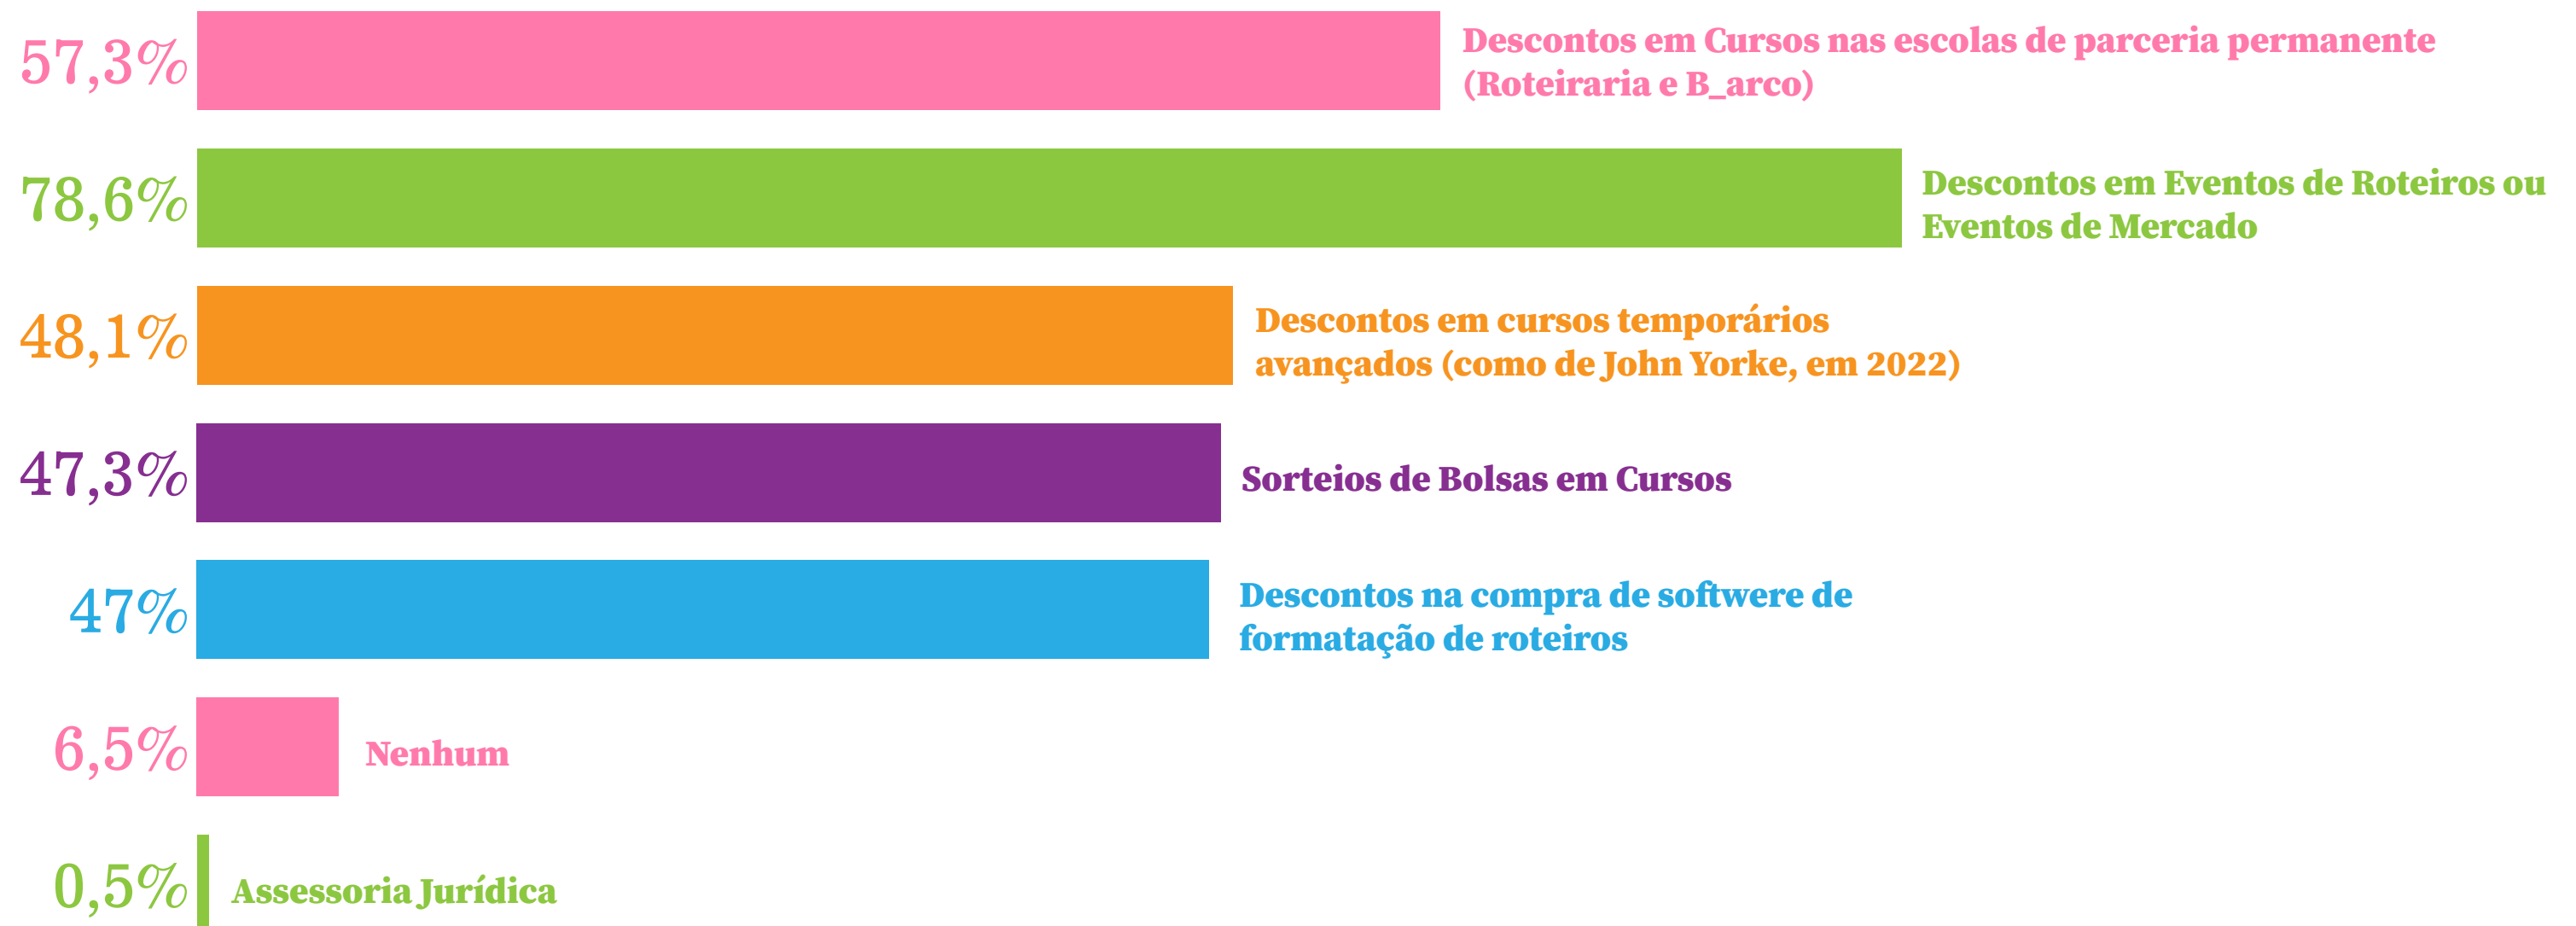 57,3%
Descontos em Cursos nas escolas de parceria permanente
(Roteiraria e B_arco)
78,6%
Descontos em Eventos de Roteiros ou
Eventos de Mercado
48,1%
Descontos em cursos temporários
avançados (como de John Yorke, em 2022)
47,3%
Sorteios de Bolsas em Cursos
47%
Descontos na compra de softwere de
formatação de roteiros
6,5%
Nenhum
0,5%
Assessoria Jurídica